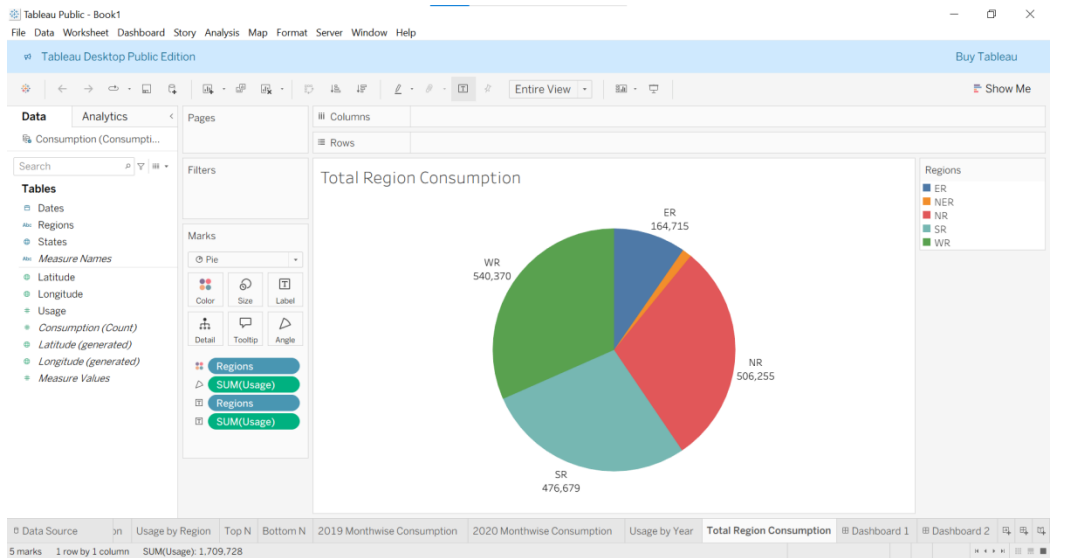 Tableau Public - Book1
File Data Worksheet Dashboard Story Analysis Map Format Server Window Help
Tableau Desktop Public Edition
Buy Tableau
Entire View
Show Me
Data Analytics
Consumption (Consumpti...
Search
Tables
Dates
Abc Regions
States
Abc Measure Names
Latitude
Longitude
# Usage
Consumption (Count)
Latitude (generated)
Longitude (generated)
# Measure Values
Pages
Filters
Marks
Pie
Color Size Label
Detail Tooltip Angle
Regions
SUM(Usage)
Regions
SUM(Usage)
Columns
Rows
Total Region Consumption
ER
164,715
WR
540,370
NR
506,255
SR
476,679
Regions
ER
NER
NR
SR
WR
Data Source on Usage by Region Top N Bottom N 2019 Monthwise Consumption 2020 Monthwise Consumption Usage by Year Total Region Consumption Dashboard 1 Dashboard 2
5 marks 1 row by 1 column SUM(Usage): 1,709,728